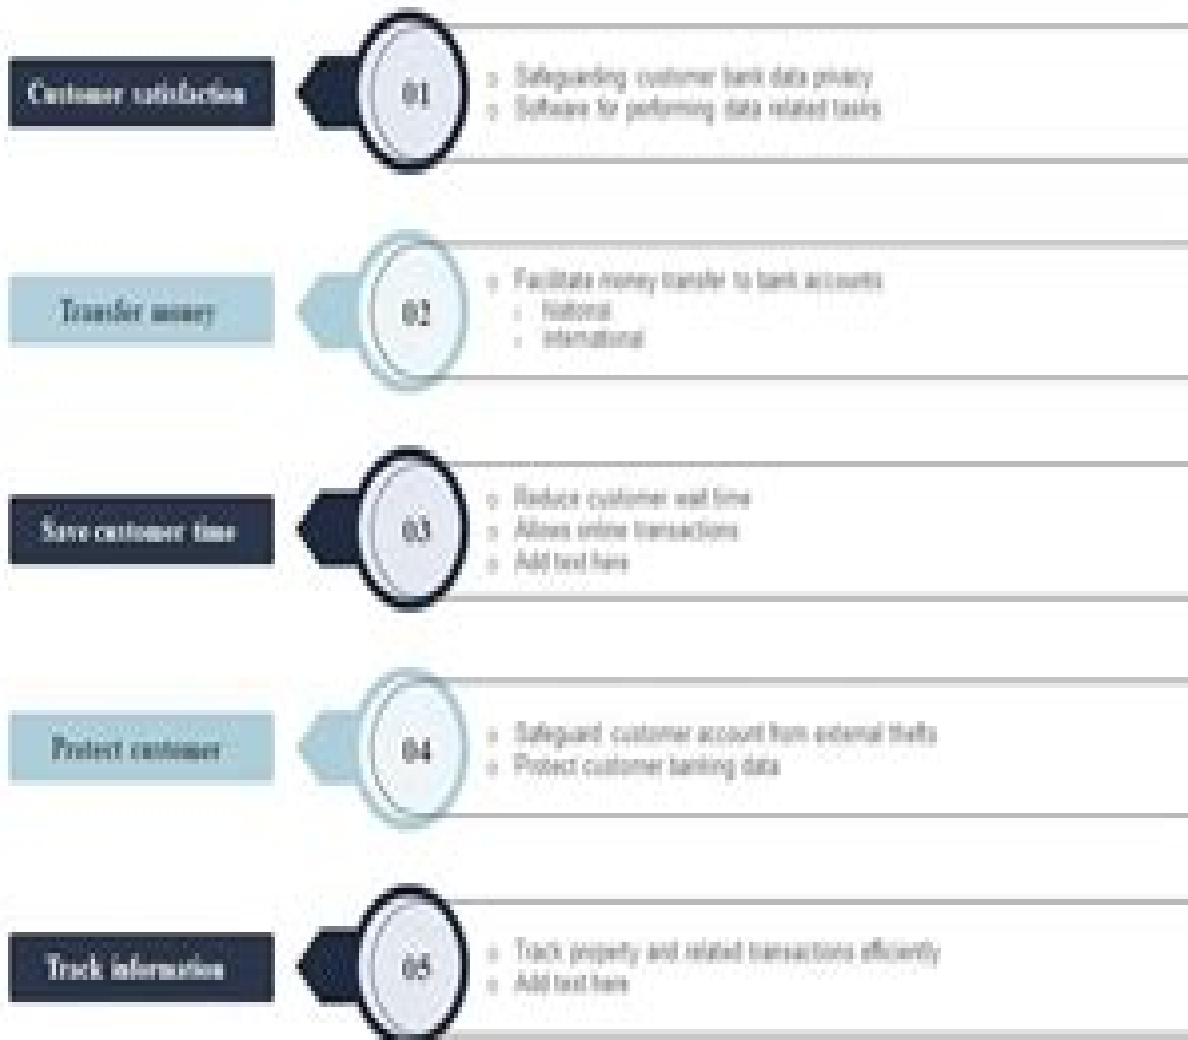 Customer satisfaction
01
Safeguarding customer bank data privacy
Software for performing data related tasks
Transfer money
02
Facilitate money transfer to bank accounts
National
International
Save customer time
03
Reduce customer wait time
Allows online transactions
Add text here
Protect customer
04
Safeguard customer account from external thefts
Protect customer banking data
Track information
05
Track property and related transactions efficiently
Add text here